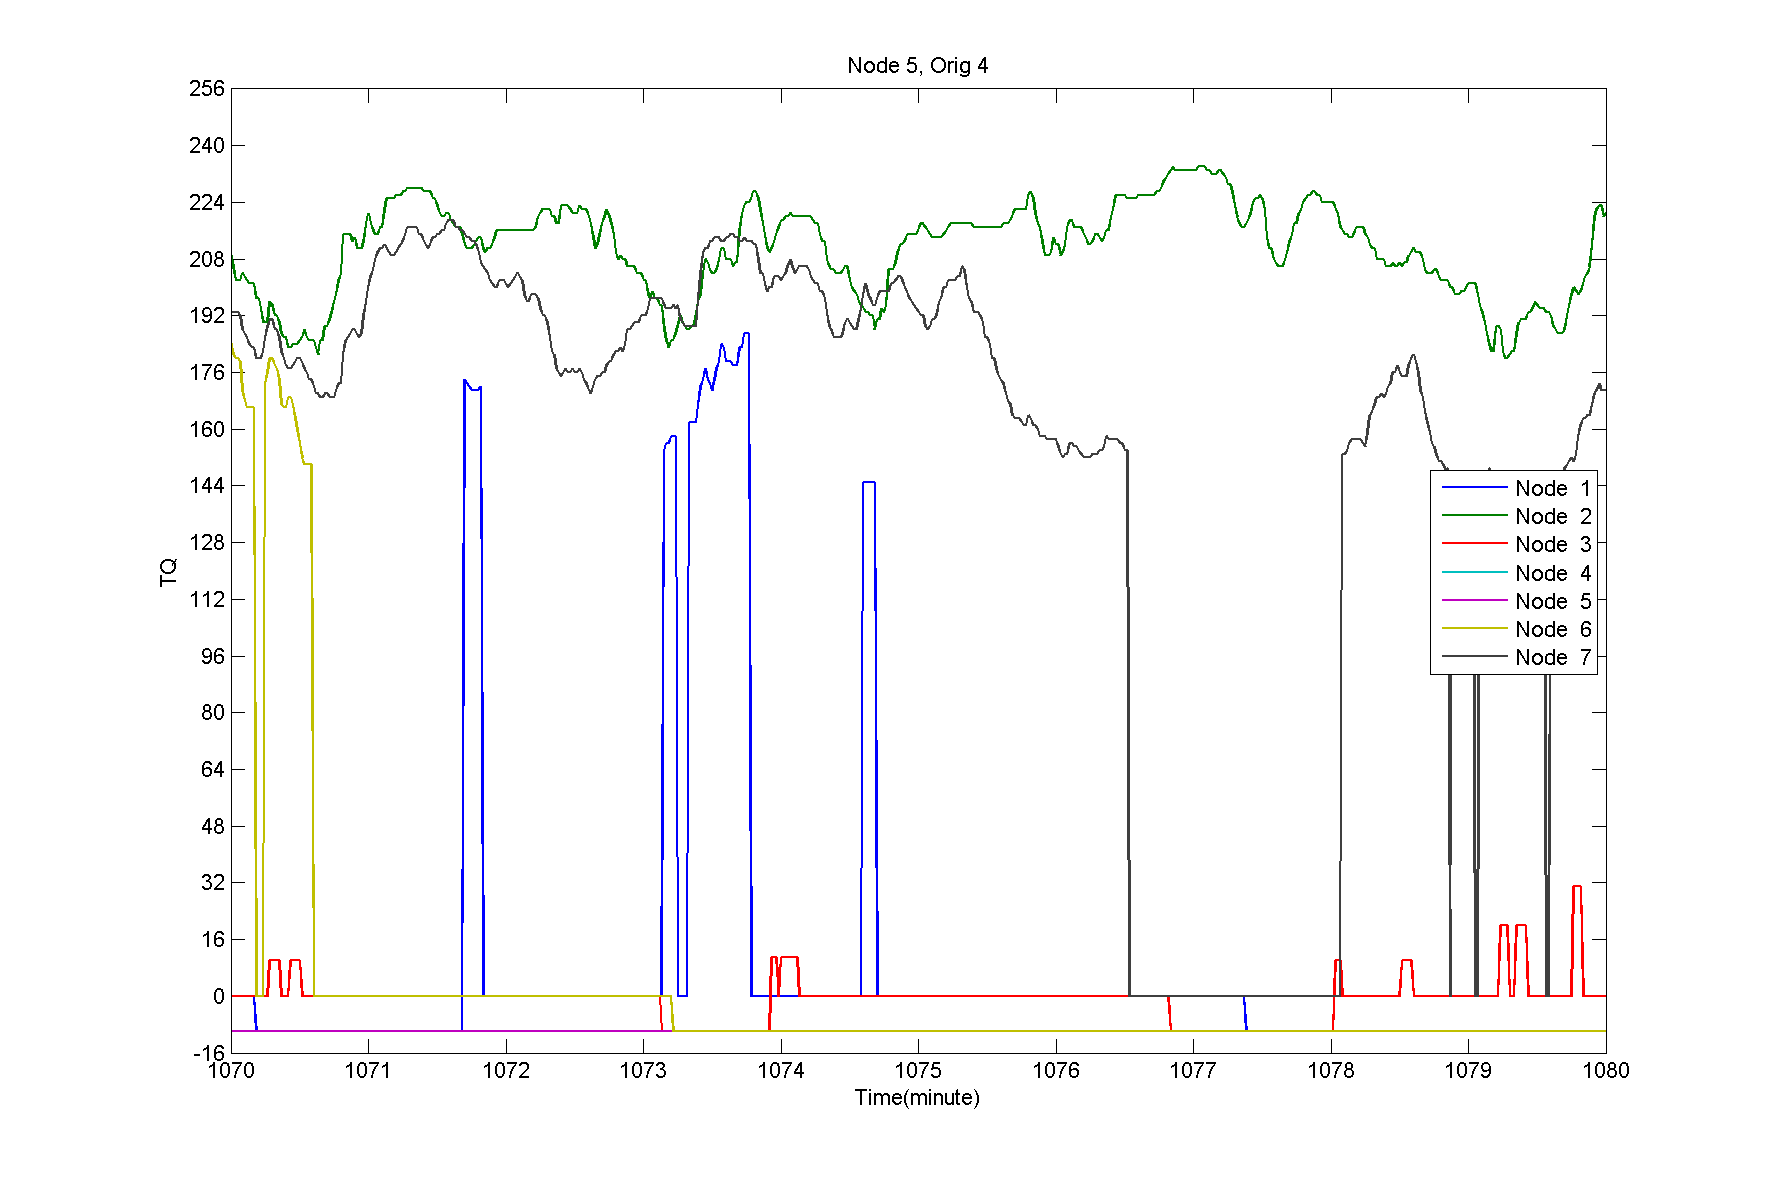 Node 5, Orig 4
256
240
224
208
192
176
160
144
128
112
96
80
64
48
32
16
0
-16
TQ
1070 1071 1072 1073 1074 1075 1076 1077 1078 1079 1080
Time(minute)
Node 1
Node 2
Node 3
Node 4
Node 5
Node 6
Node 7